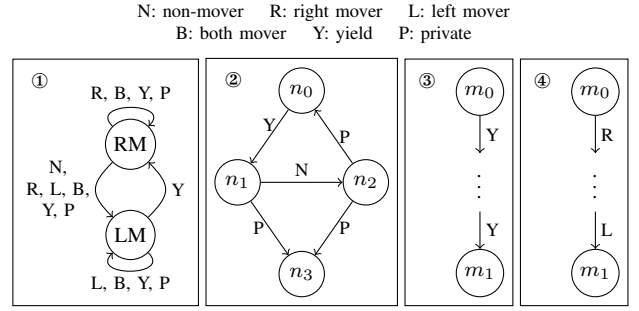 N: non-mover R: right mover L: left mover
B: both mover Y: yield P: private
①
R, B, Y, P
RM
N,
R, L, B,
Y, P
Y
LM
L, B, Y, P
②
n₀
Y
P
n₁
N
n₂
P
P
n₃
③
m₀
Y
⋮
Y
m₁
④
m₀
R
⋮
L
m₁